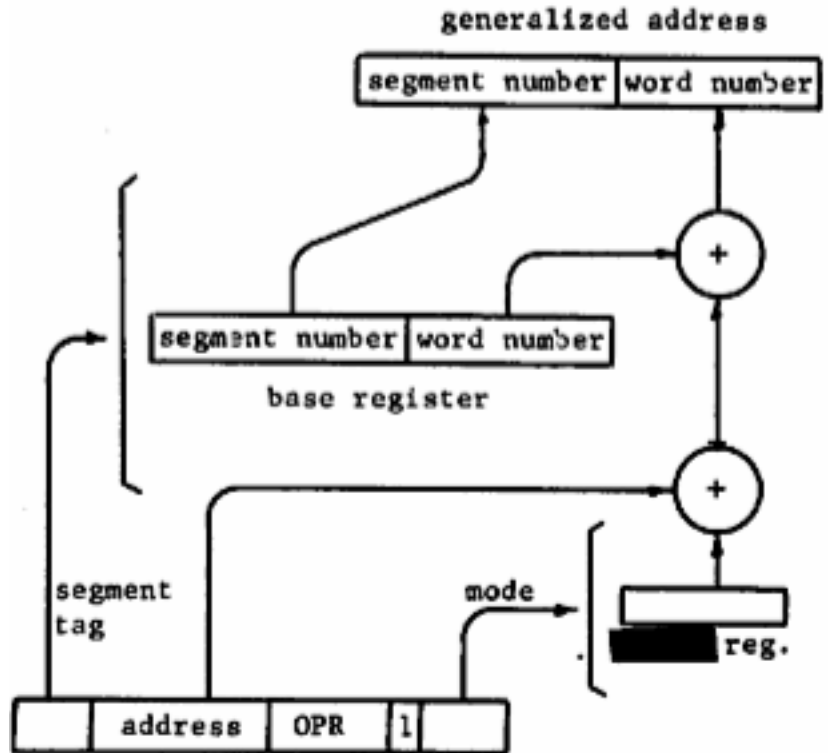 generalized address
segment number word number
segment number word number
base register
segment
tag
mode
reg.
address OPR 1